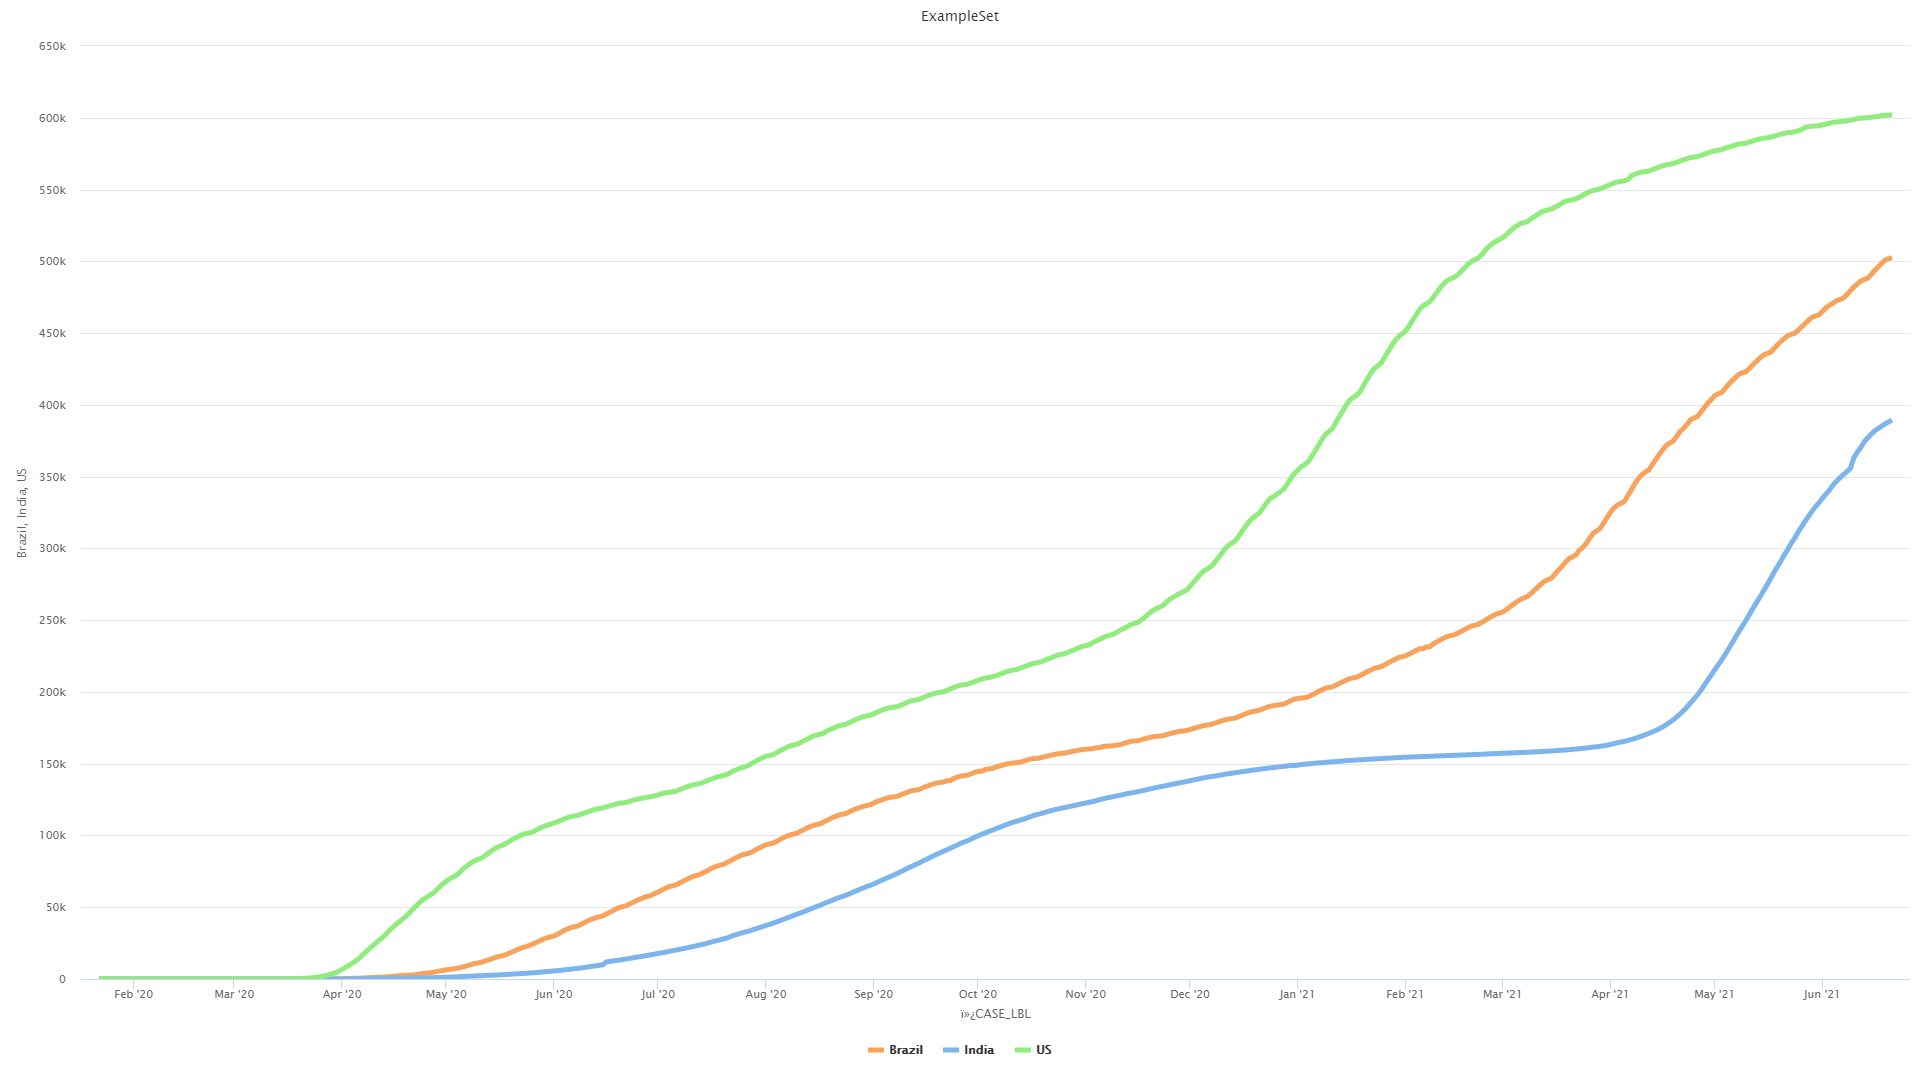 ExampleSet
650k
600k
550k
500k
450k
400k
350k
300k
250k
200k
150k
100k
50k
0
Brazil, India, US
Feb '20 Mar '20 Apr '20 May '20 Jun '20 Jul '20 Aug '20 Sep '20 Oct '20 Nov '20 Dec '20 Jan '21 Feb '21 Mar '21 Apr '21 May '21 Jun '21
ï»¿CASE_LBL
Brazil India US